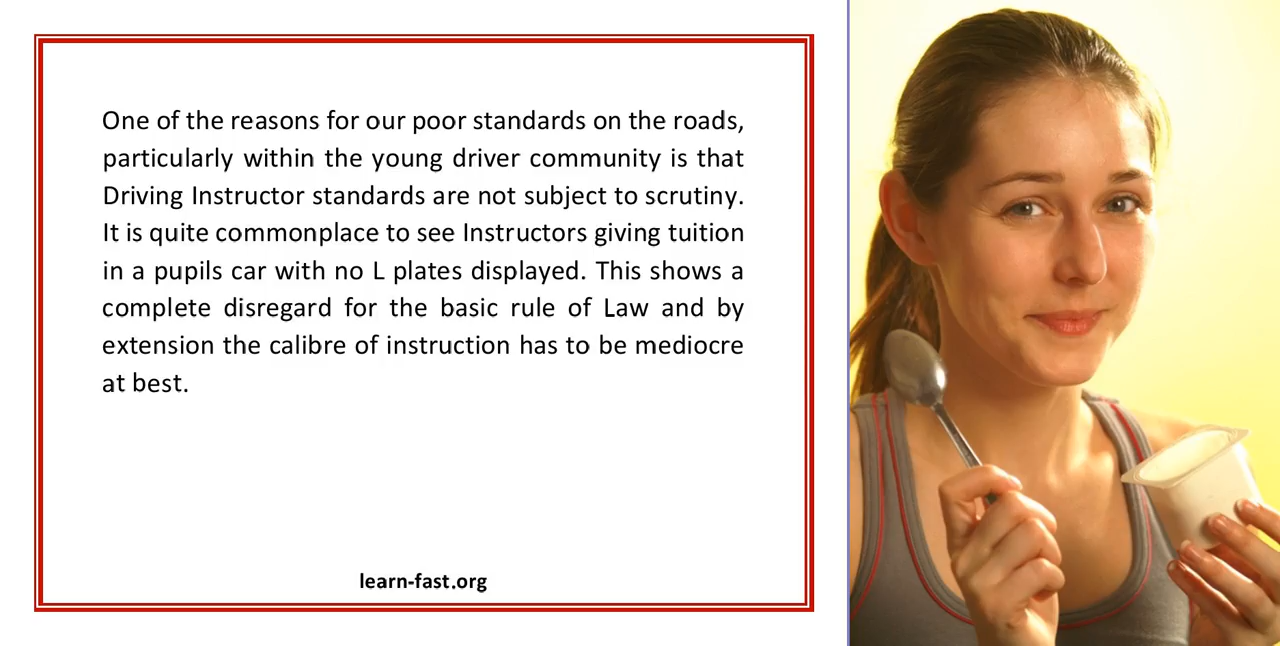 One of the reasons for our poor standards on the roads,
particularly within the young driver community is that
Driving Instructor standards are not subject to scrutiny.
It is quite commonplace to see Instructors giving tuition
in a pupils car with no L plates displayed. This shows a
complete disregard for the basic rule of Law and by
extension the calibre of instruction has to be mediocre
at best.
learn-fast.org